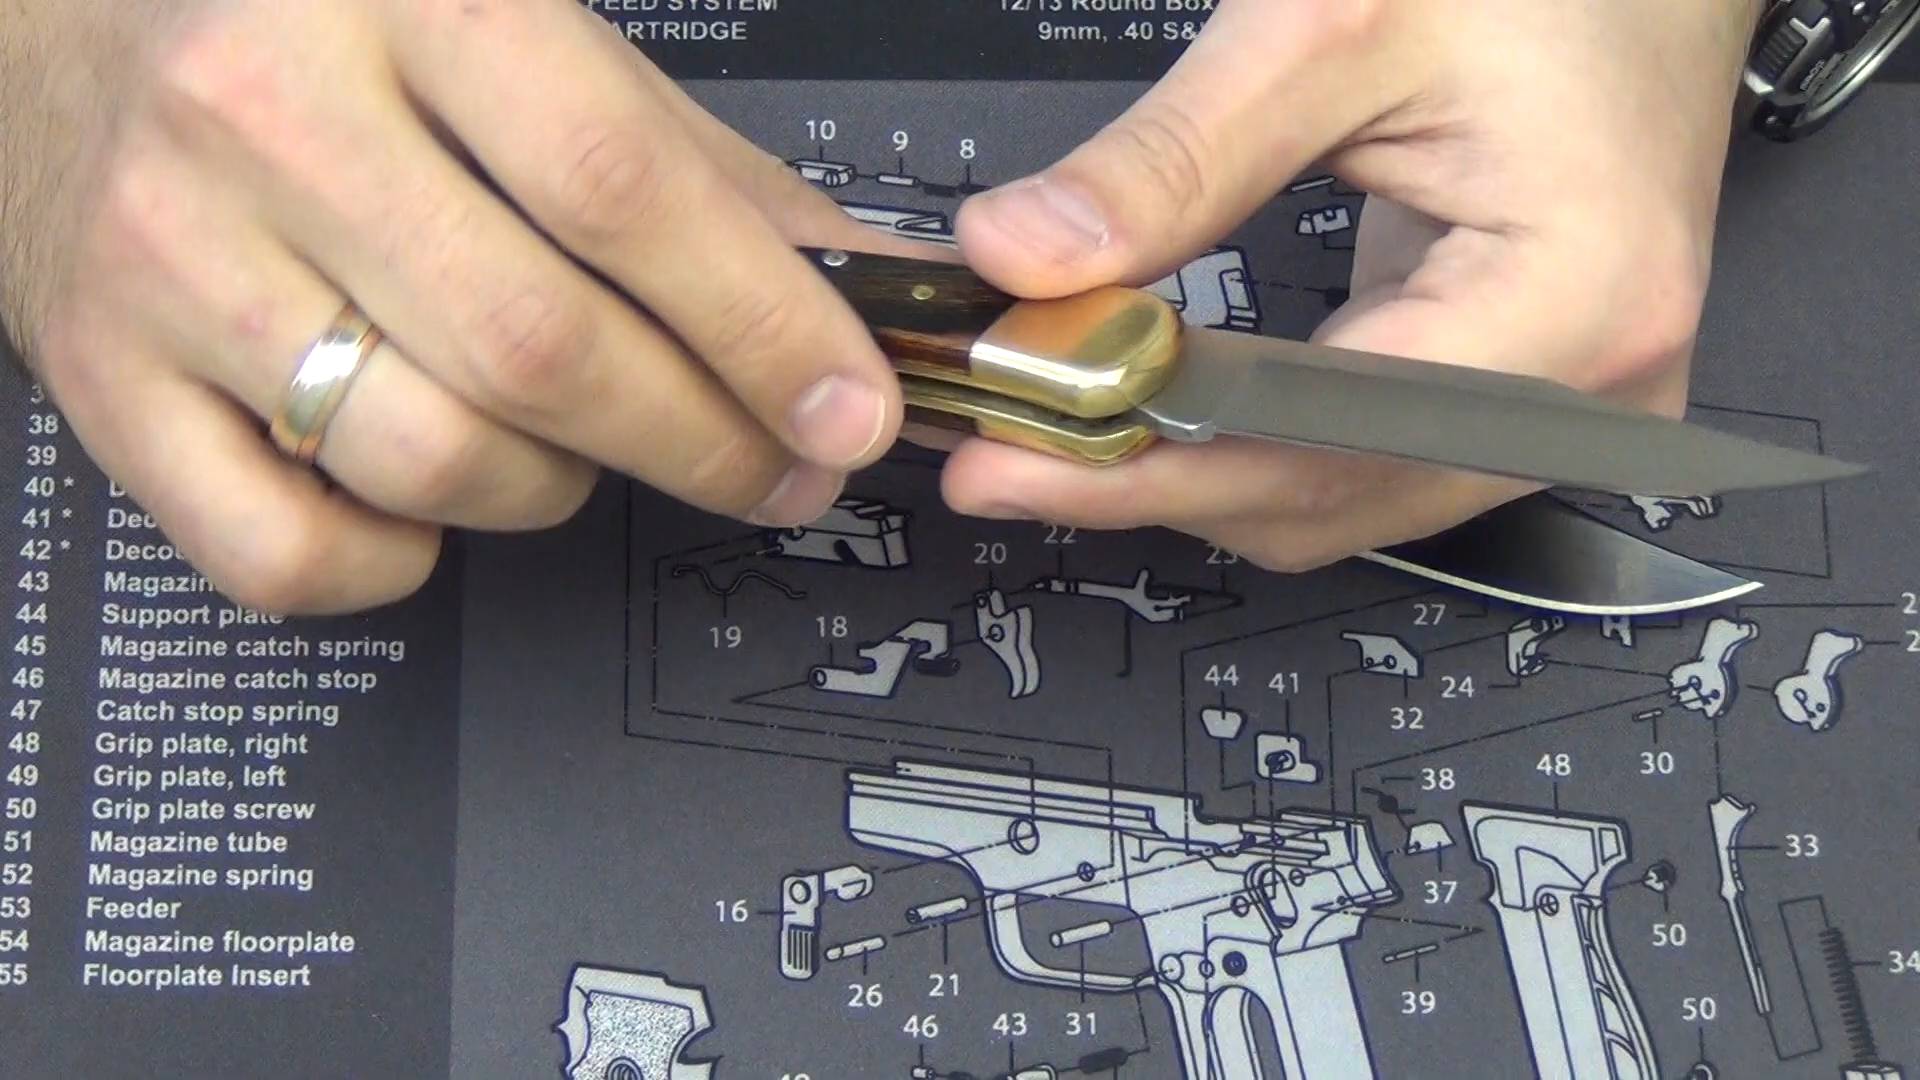 FEED SYSTEM
12/13 Round Box
ARTRIDGE
9mm, .40 S&
10
9
8
38
39
40 *
41 * Dec
42 * Decoc
43 Magazin
44 Support plate
45 Magazine catch spring
46 Magazine catch stop
47 Catch stop spring
48 Grip plate, right
49 Grip plate, left
50 Grip plate screw
51 Magazine tube
52 Magazine spring
53 Feeder
54 Magazine floorplate
55 Floorplate Insert
22
20
23
19
18
27
24
44
41
32
30
38
48
33
37
16
50
34
26
21
39
31
46
43
50